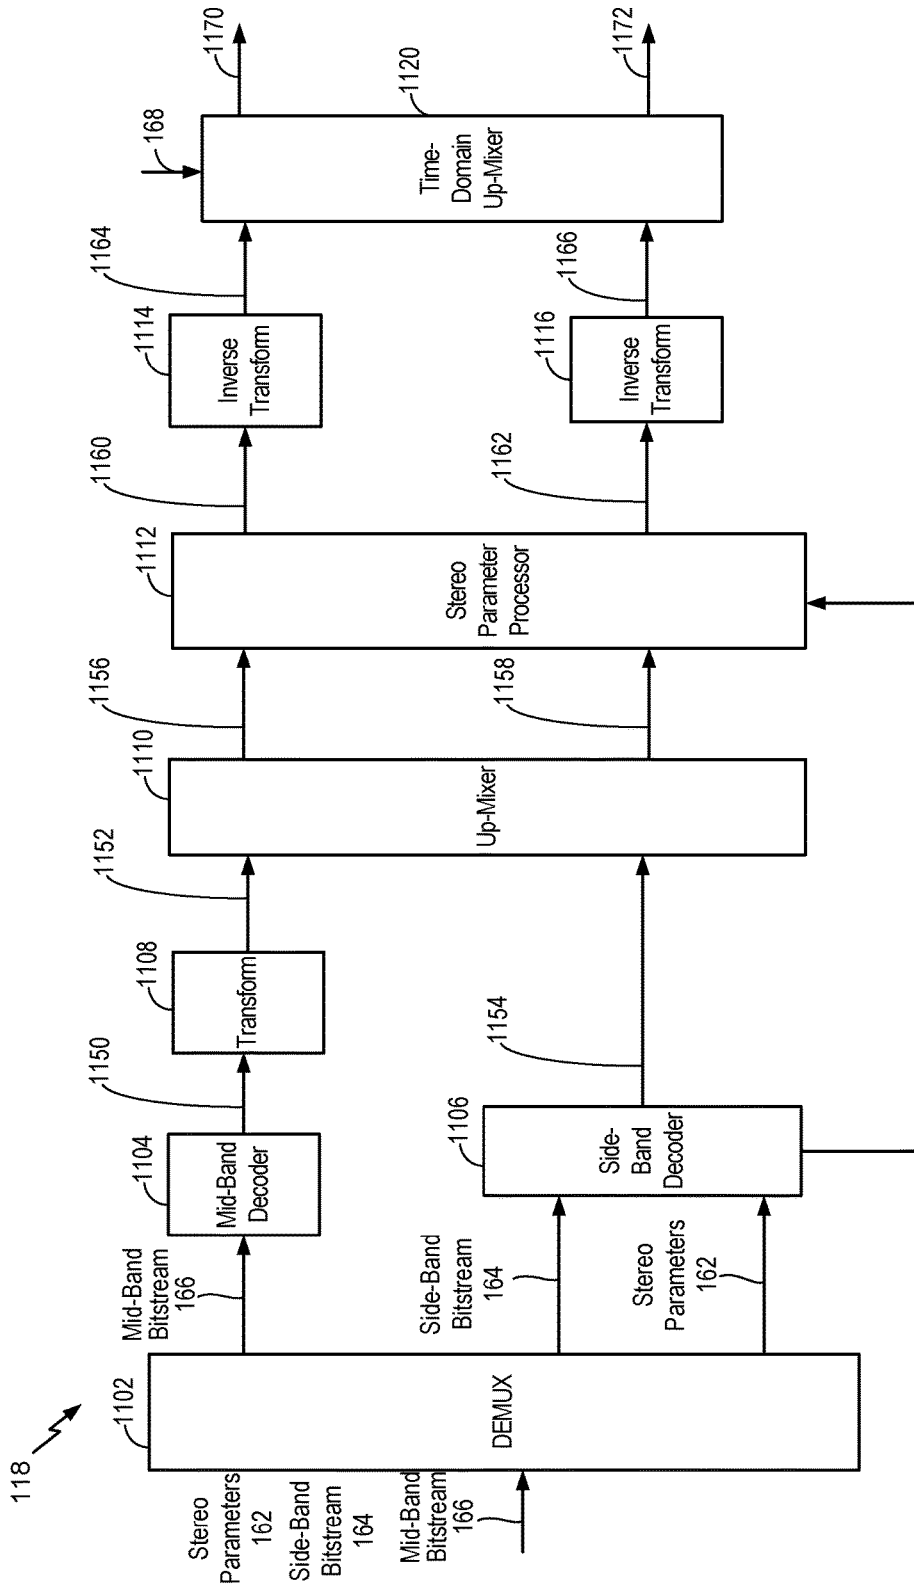 118
Stereo
Parameters
162
Side-Band
Bitstream
164
Mid-Band
Bitstream
166
1102
DEMUX
Mid-Band
Bitstream
166
Side-Band
Bitstream
164
Stereo
Parameters
162
1104
Mid-Band
Decoder
1106
Side-
Band
Decoder
1150
1108
Transform
1154
1152
1110
Up-Mixer
1156
1158
1112
Stereo
Parameter
Processor
1160
1162
1114
Inverse
Transform
1116
Inverse
Transform
1164
1166
168
1120
Time-
Domain
Up-Mixer
1170
1172